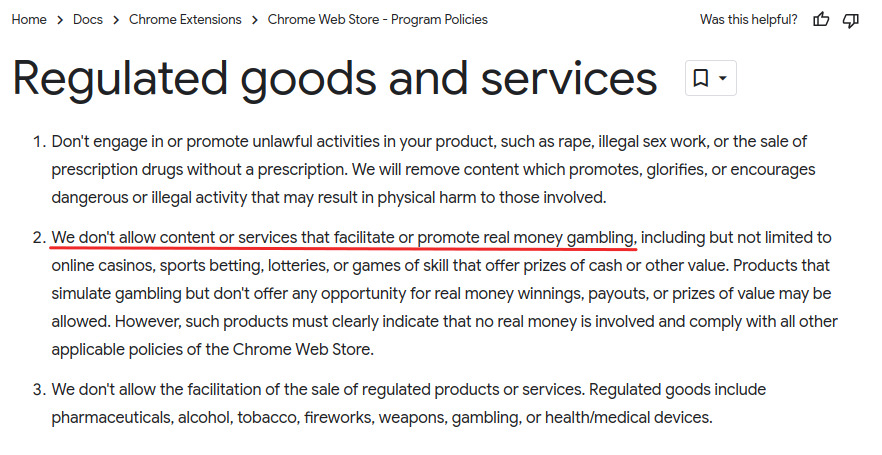 Home > Docs > Chrome Extensions > Chrome Web Store - Program Policies Was this helpful?
Regulated goods and services
1. Don't engage in or promote unlawful activities in your product, such as rape, illegal sex work, or the sale of
prescription drugs without a prescription. We will remove content which promotes, glorifies, or encourages
dangerous or illegal activity that may result in physical harm to those involved.
2. We don't allow content or services that facilitate or promote real money gambling, including but not limited to
online casinos, sports betting, lotteries, or games of skill that offer prizes of cash or other value. Products that
simulate gambling but don't offer any opportunity for real money winnings, payouts, or prizes of value may be
allowed. However, such products must clearly indicate that no real money is involved and comply with all other
applicable policies of the Chrome Web Store.
3. We don't allow the facilitation of the sale of regulated products or services. Regulated goods include
pharmaceuticals, alcohol, tobacco, fireworks, weapons, gambling, or health/medical devices.